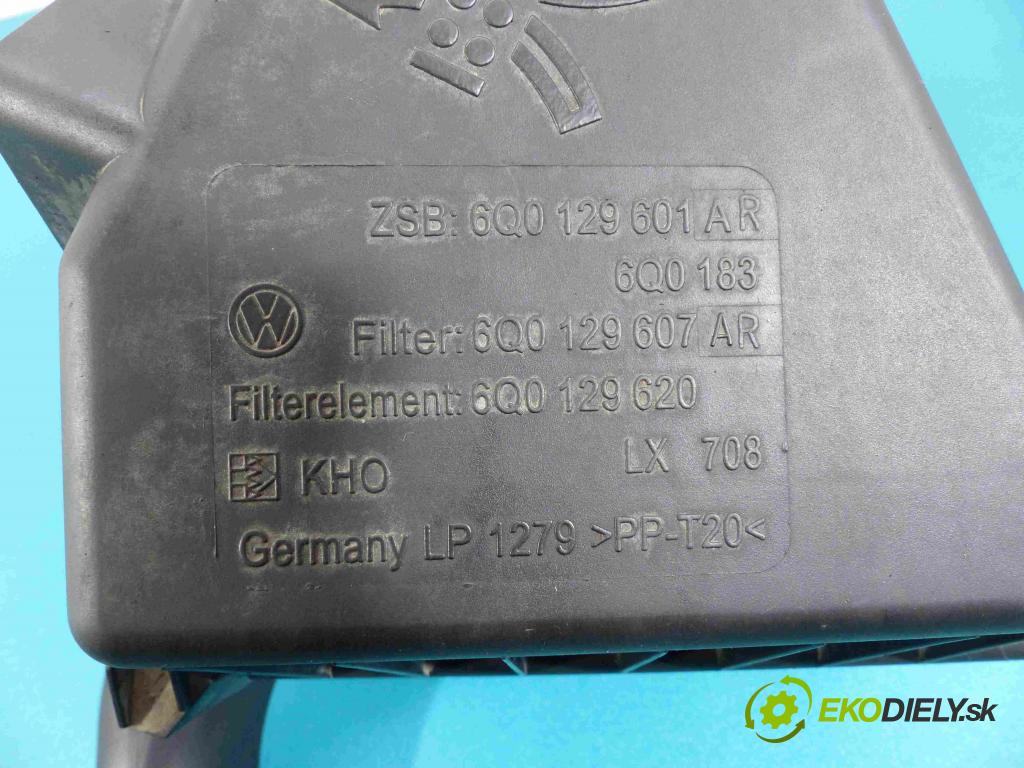 ZSB: 6Q0 129 601 AR
6Q0 183
Filter: 6Q0 129 607 AR
Filterelement: 6Q0 129 620
KHO LX 708
Germany LP 1279 >PP-T20<
EKODIELY.sk